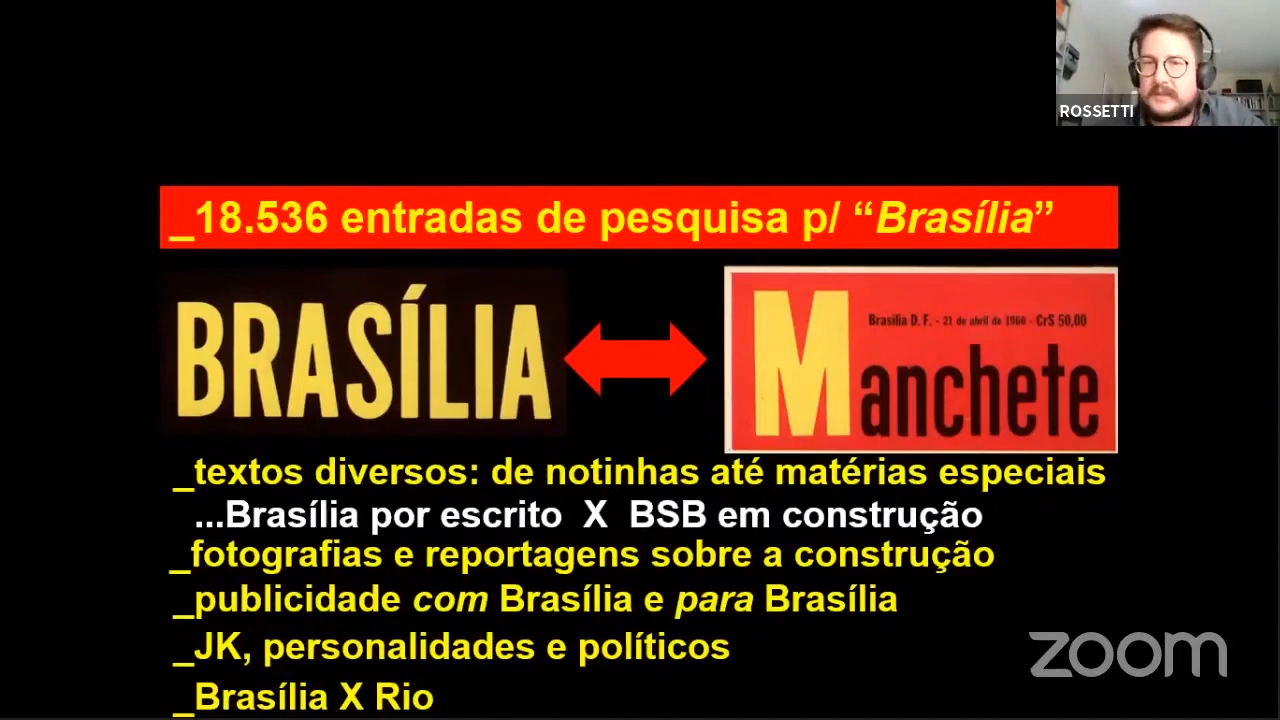 ROSSETTI
_18.536 entradas de pesquisa p/ “Brasília”
BRASÍLIA
Manchete
Brasília D. F. - 21 de abril de 1960 - Cr$ 50,00
_textos diversos: de notinhas até matérias especiais
...Brasília por escrito X BSB em construção
_fotografias e reportagens sobre a construção
_publicidade com Brasília e para Brasília
_JK, personalidades e políticos
_Brasília X Rio
zoom